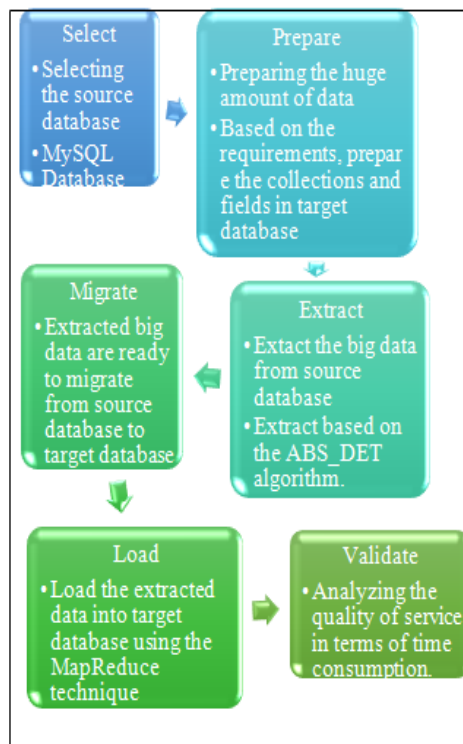 Select
• Selecting
the source
database
• MySQL
Database
Prepare
• Preparing the huge
amount of data
• Based on the
requirements, prepar
e the collections and
fields in target
database
Extract
• Extact the big data
from source
database
• Extract based on
the ABS_DET
algorithm.
Migrate
• Extracted big
data are ready
to migrate
from source
database to
target database
Load
• Load the extracted
data into target
database using the
MapReduce
technique
Validate
• Analyzing the
quality of service
in terms of time
consumption.